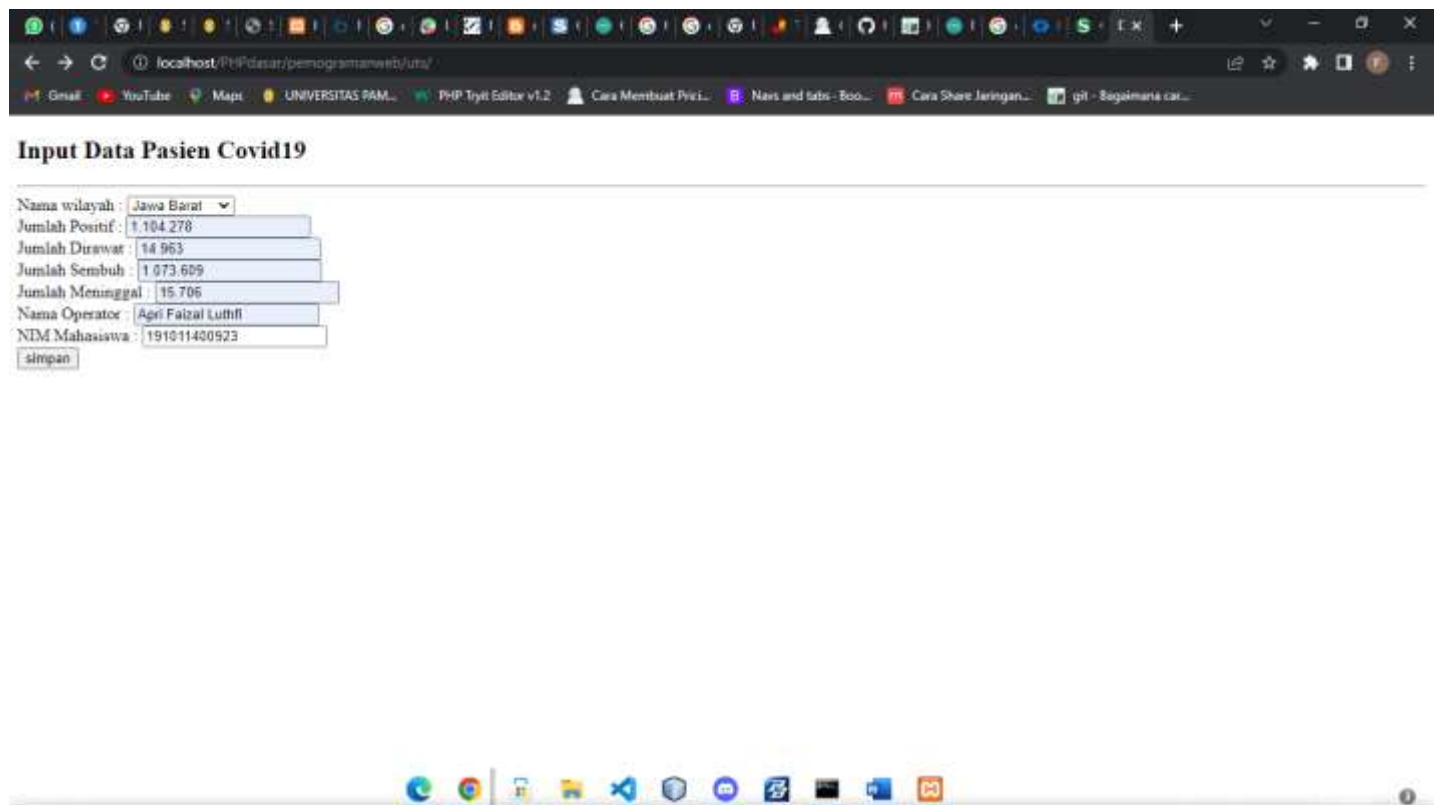 localhost/PHPdasar/pemogramanweb/uts/
Gmail YouTube Maps UNIVERSITAS PAM... PHP Tryit Editor v1.2 Cara Membuat Prici... Navs and tabs · Boo... Cara Share Jaringan... git - Bagaimana car...
Input Data Pasien Covid19
Nama wilayah : Jawa Barat
Jumlah Positif : 1.104.278
Jumlah Dirawat : 14.963
Jumlah Sembuh : 1.073.609
Jumlah Meninggal : 15.706
Nama Operator : Apri Faizal Luthfi
NIM Mahasiswa : 191011400923
simpan